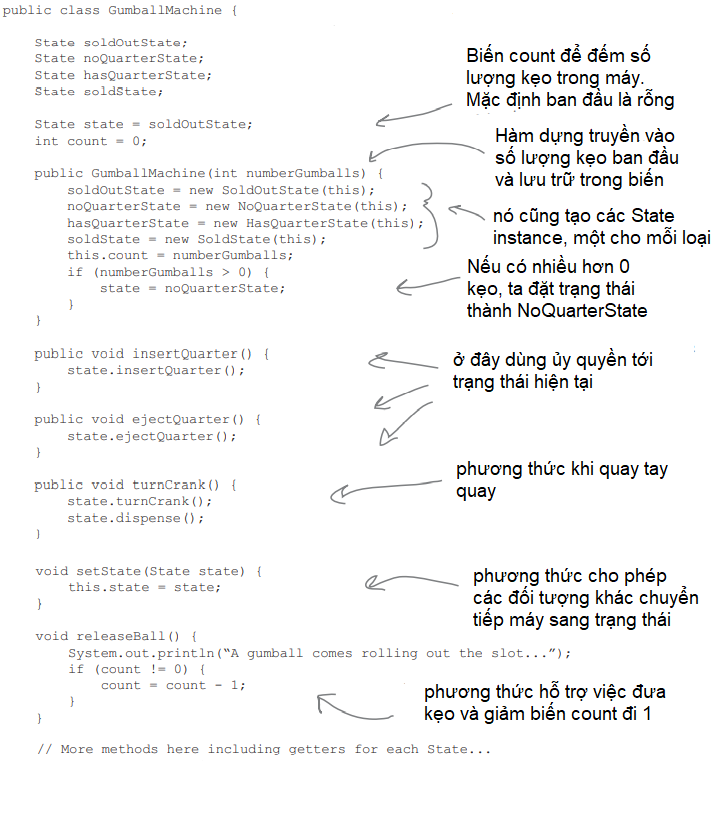 public class GumballMachine {
State soldOutState;
State noQuarterState;
State hasQuarterState;
State soldState;
Biến count để đếm số
lượng kẹo trong máy.
Mặc định ban đầu là rỗng
State state = soldOutState;
int count = 0;
Hàm dựng truyền vào
số lượng kẹo ban đầu
và lưu trữ trong biến
public GumballMachine(int numberGumballs) {
soldOutState = new SoldOutState(this);
noQuarterState = new NoQuarterState(this);
hasQuarterState = new HasQuarterState(this);
soldState = new SoldState(this);
this.count = numberGumballs;
if (numberGumballs > 0) {
state = noQuarterState;
}
}
nó cũng tạo các State
instance, một cho mỗi loại
Nếu có nhiều hơn 0
kẹo, ta đặt trạng thái
thành NoQuarterState
public void insertQuarter() {
state.insertQuarter();
}
ở đây dùng ủy quyền tới
trạng thái hiện tại
public void ejectQuarter() {
state.ejectQuarter();
}
public void turnCrank() {
state.turnCrank();
state.dispense();
}
phương thức khi quay tay
quay
void setState(State state) {
this.state = state;
}
phương thức cho phép
các đối tượng khác chuyển
tiếp máy sang trạng thái
void releaseBall() {
System.out.println(“A gumball comes rolling out the slot...”);
if (count != 0) {
count = count - 1;
}
}
phương thức hỗ trợ việc đưa
kẹo và giảm biến count đi 1
// More methods here including getters for each State...